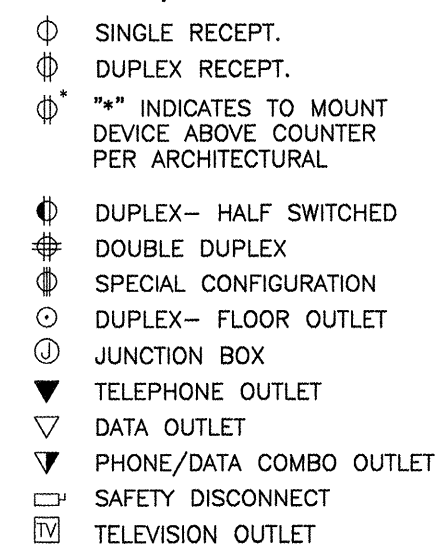 SINGLE RECEPT.
DUPLEX RECEPT.
* "*" INDICATES TO MOUNT
DEVICE ABOVE COUNTER
PER ARCHITECTURAL
DUPLEX– HALF SWITCHED
DOUBLE DUPLEX
SPECIAL CONFIGURATION
DUPLEX– FLOOR OUTLET
J JUNCTION BOX
TELEPHONE OUTLET
DATA OUTLET
PHONE/DATA COMBO OUTLET
SAFETY DISCONNECT
TV TELEVISION OUTLET